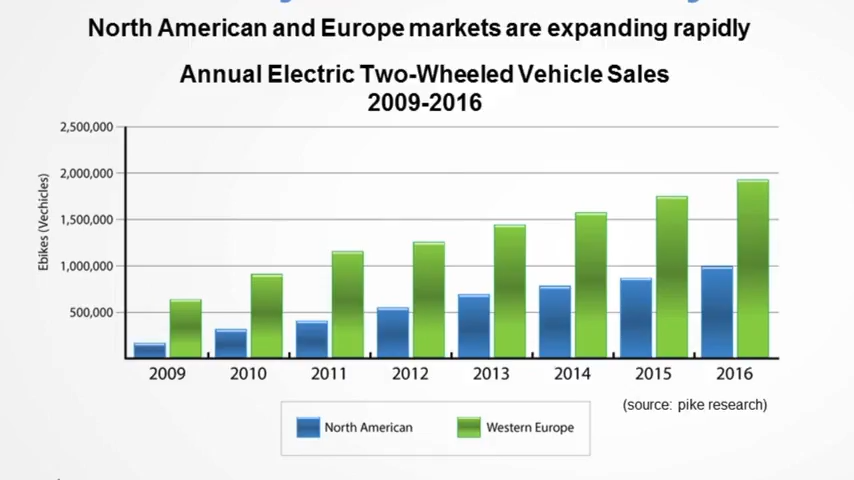 North American and Europe markets are expanding rapidly
Annual Electric Two-Wheeled Vehicle Sales
2009-2016
2,500,000
2,000,000
1,500,000
1,000,000
500,000
Ebikes (Vechicles)
2009 2010 2011 2012 2013 2014 2015 2016
(source: pike research)
North American Western Europe